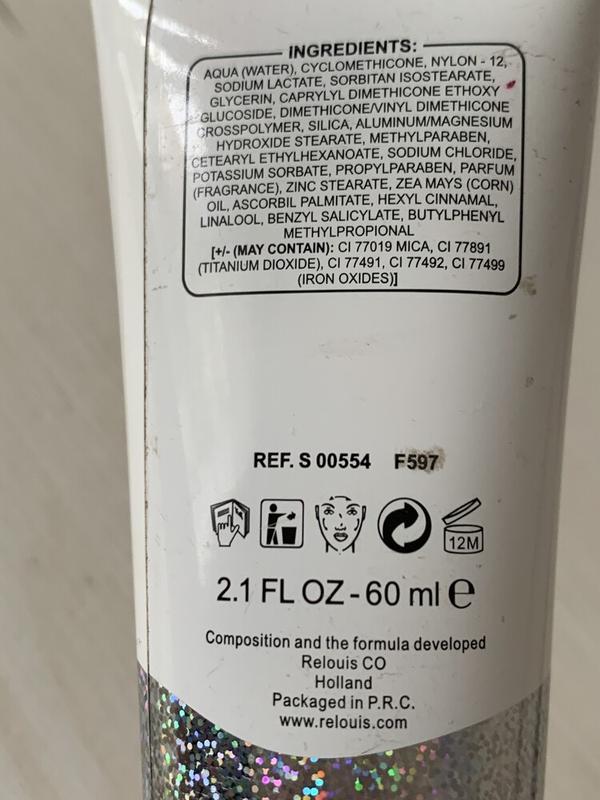 INGREDIENTS:
AQUA (WATER), CYCLOMETHICONE, NYLON - 12,
SODIUM LACTATE, SORBITAN ISOSTEARATE,
GLYCERIN, CAPRYLYL DIMETHICONE ETHOXY
GLUCOSIDE, DIMETHICONE/VINYL DIMETHICONE
CROSSPOLYMER, SILICA, ALUMINUM/MAGNESIUM
HYDROXIDE STEARATE, METHYLPARABEN,
CETEARYL ETHYLHEXANOATE, SODIUM CHLORIDE,
POTASSIUM SORBATE, PROPYLPARABEN, PARFUM
(FRAGRANCE), ZINC STEARATE, ZEA MAYS (CORN)
OIL, ASCORBIL PALMITATE, HEXYL CINNAMAL,
LINALOOL, BENZYL SALICYLATE, BUTYLPHENYL
METHYLPROPIONAL
[+/- (MAY CONTAIN): CI 77019 MICA, CI 77891
(TITANIUM DIOXIDE), CI 77491, CI 77492, CI 77499
(IRON OXIDES)]
REF. S 00554 F597
12M
2.1 FL OZ - 60 ml e
Composition and the formula developed
Relouis CO
Holland
Packaged in P.R.C.
www.relouis.com